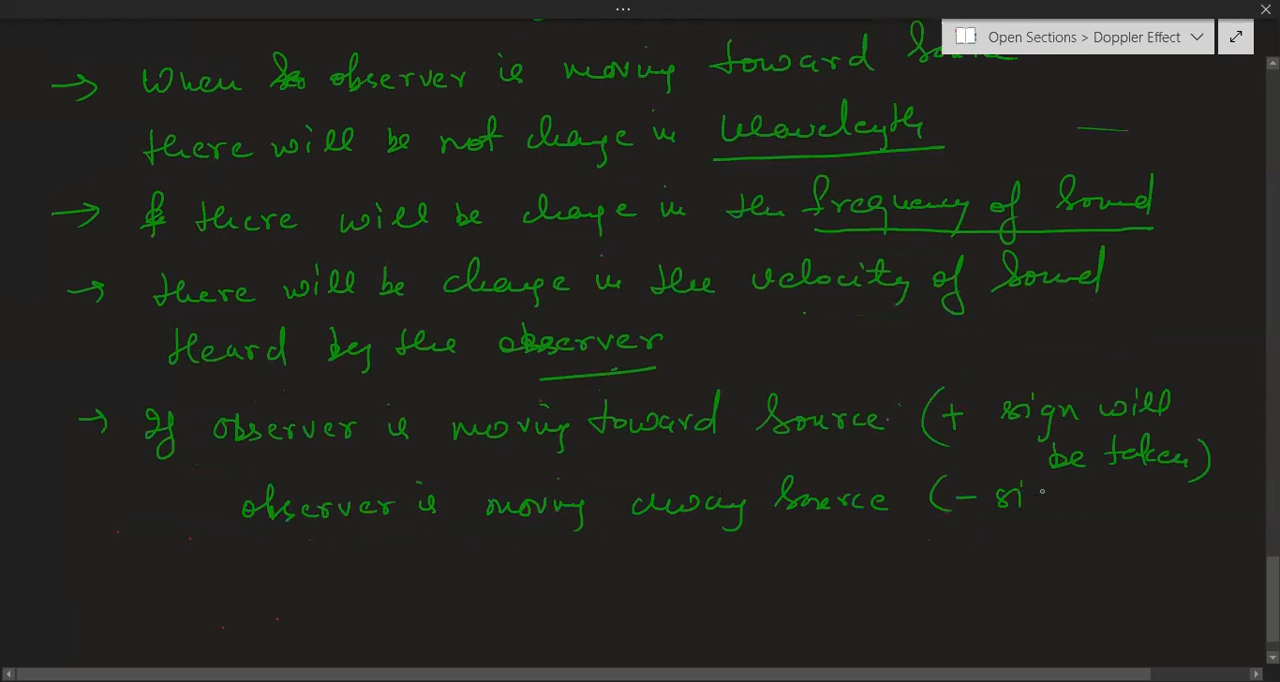 ...
Open Sections > Doppler Effect
→ When observer is moving toward
there will be not change in wavelength
→ there will be change in the frequency of sound
→ there will be change in the velocity of sound
Heard by the observer
→ If observer is moving toward source (+ sign will
be taken)
observer is moving away source (- si